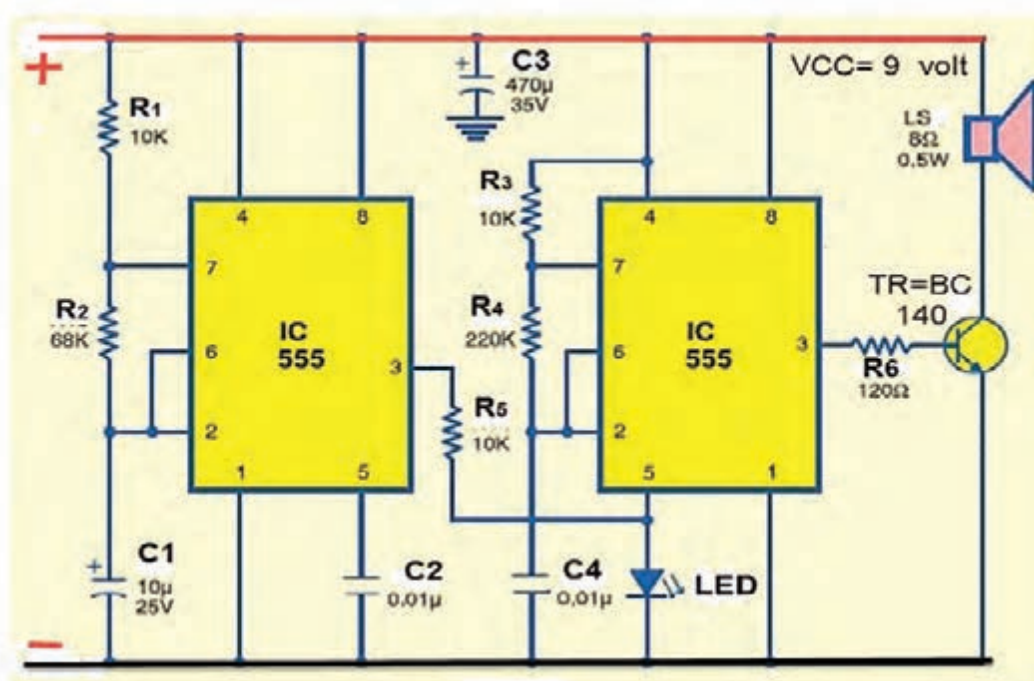 +
R1
10K
+
C3
470µ
35V
VCC= 9 volt
LS
8Ω
0,5W
R3
10K
4
8
4
8
7
7
R2
68K
IC
555
6
3
R4
220K
IC
555
6
3
TR=BC
140
R6
120Ω
R5
10K
2
2
1
5
5
1
+
C1
10µ
25V
C2
0.01µ
C4
0,01µ
LED
−